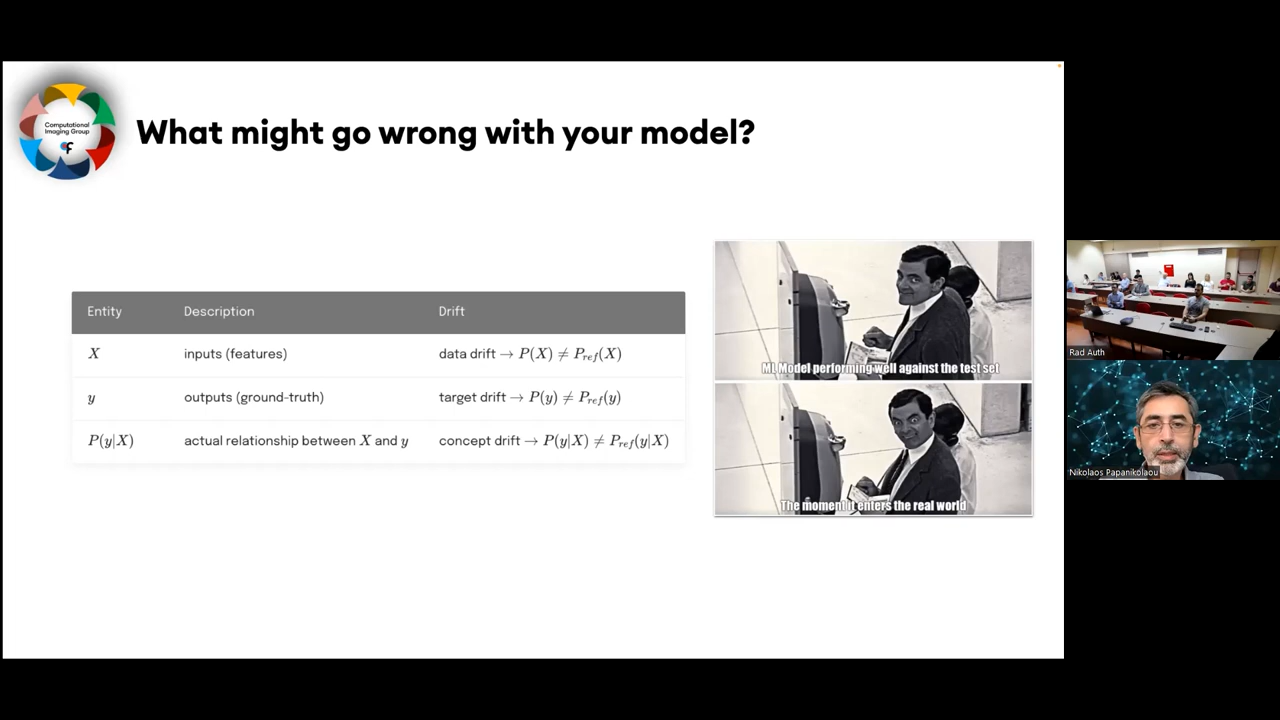 Computational
Imaging Group
What might go wrong with your model?
Entity Description Drift
X inputs (features) data drift → P(X) ≠ P_ref(X)
y outputs (ground-truth) target drift → P(y) ≠ P_ref(y)
P(y|X) actual relationship between X and y concept drift → P(y|X) ≠ P_ref(y|X)
ML Model performing well against the test set
The moment it enters the real world
Rad Auth
Nikolaos Papanikolaou